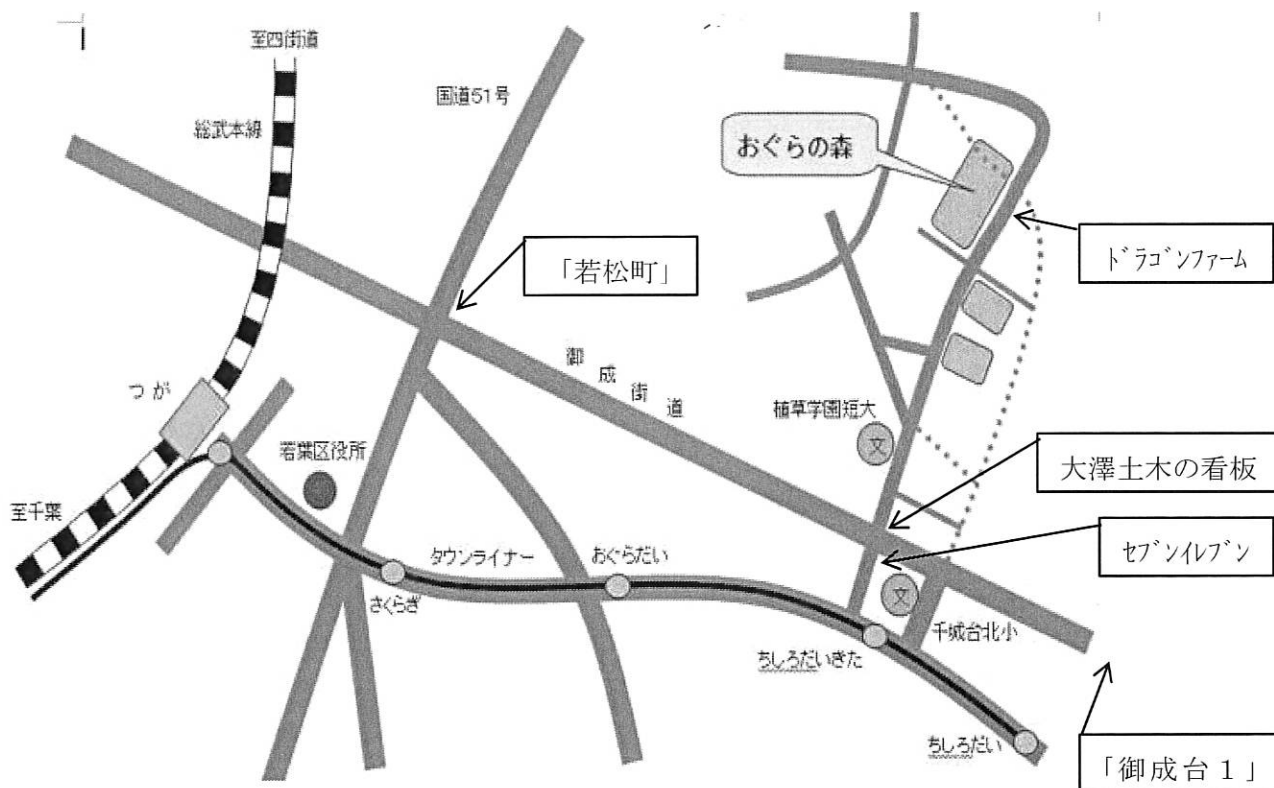 至四街道
国道51号
総武本線
おぐらの森
ﾄﾞﾗｺﾞﾝﾌｧｰﾑ
「若松町」
御成街道
つが
植草学園短大
文
若葉区役所
大澤土木の看板
至千葉
タウンライナー
おぐらだい
ｾﾌﾞﾝｲﾚﾌﾞﾝ
さくらぎ
文
千城台北小
ちしろだいきた
ちしろだい
「御成台１」